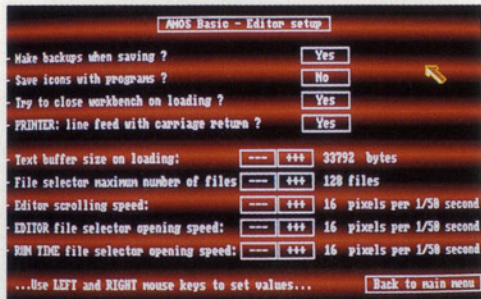 AMOS Basic - Editor setup
- Make backups when saving ? Yes
- Save icons with programs ? No
- Try to close workbench on loading ? Yes
- PRINTER: line feed with carriage return ? Yes
- Text buffer size on loading: --- +++ 33792 bytes
- File selector maximum number of files --- +++ 128 files
- Editor scrolling speed: --- +++ 16 pixels per 1/50 second
- EDITOR file selector opening speed: --- +++ 16 pixels per 1/50 second
- RUN TIME file selector opening speed: --- +++ 16 pixels per 1/50 second
...Use LEFT and RIGHT mouse keys to set values... Back to main menu